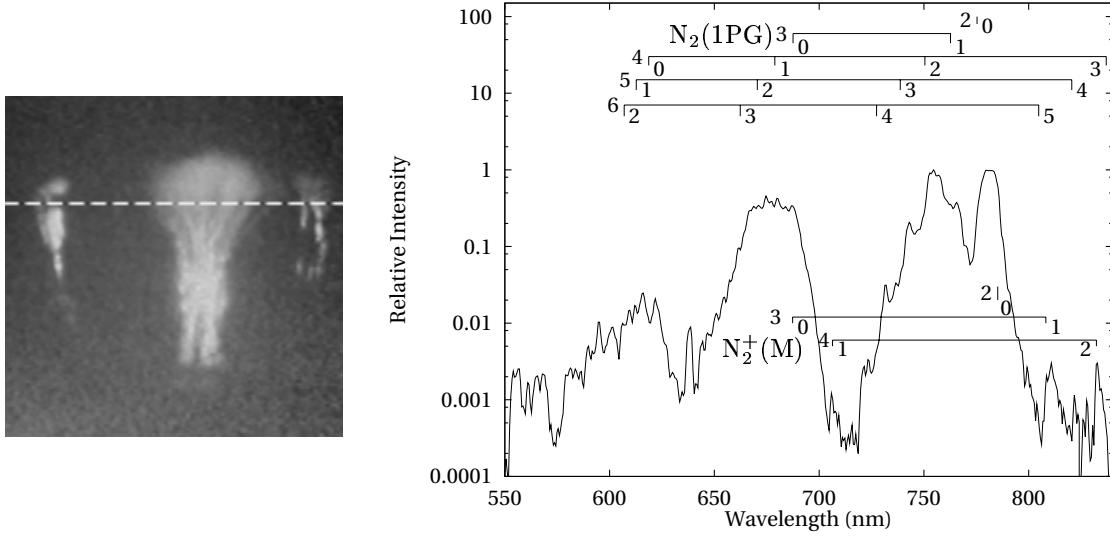 100
10
1
0.1
0.01
0.001
0.0001
Relative Intensity
550 600 650 700 750 800
Wavelength (nm)
N₂(1PG) 3 0 1 2 0
4 0 1 2 3
5 1 2 3 4
6 2 3 4 5
2 0
3 0 1
N₂⁺(M) 4 1 2